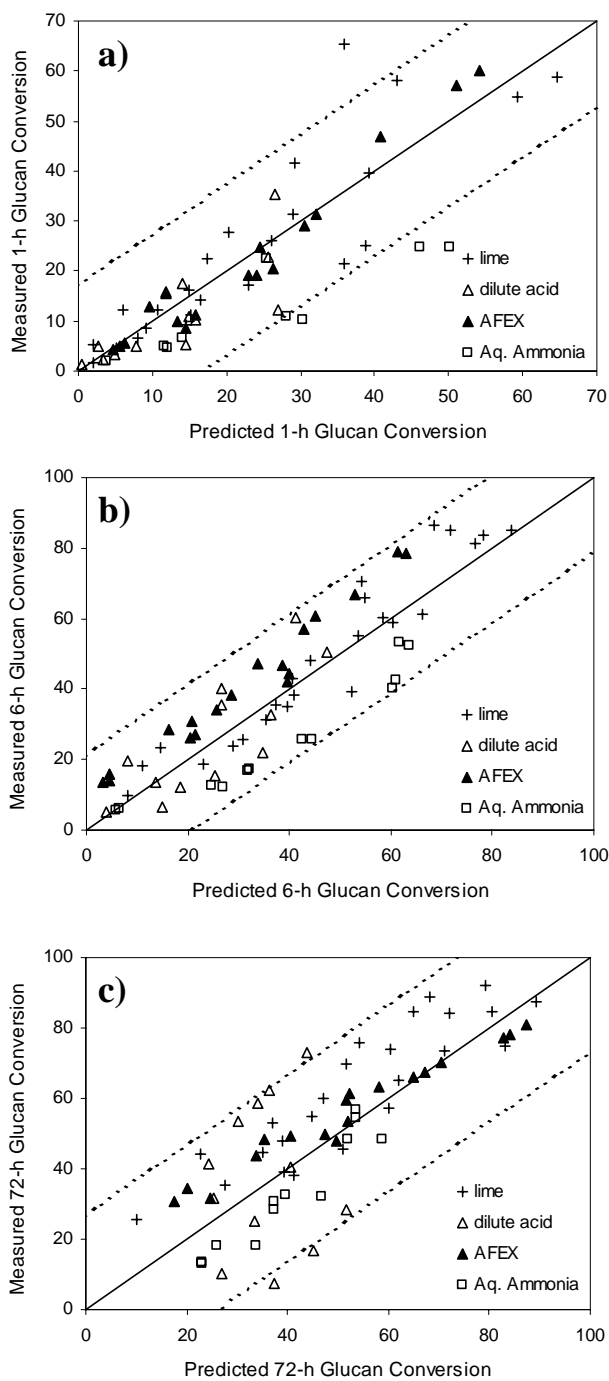 a)
Measured 1-h Glucan Conversion
70
60
50
40
30
20
10
0
0 10 20 30 40 50 60 70
Predicted 1-h Glucan Conversion
lime
dilute acid
AFEX
Aq. Ammonia
b)
Measured 6-h Glucan Conversion
100
80
60
40
20
0
0 20 40 60 80 100
Predicted 6-h Glucan Conversion
lime
dilute acid
AFEX
Aq. Ammonia
c)
Measured 72-h Glucan Conversion
100
80
60
40
20
0
0 20 40 60 80 100
Predicted 72-h Glucan Conversion
lime
dilute acid
AFEX
Aq. Ammonia